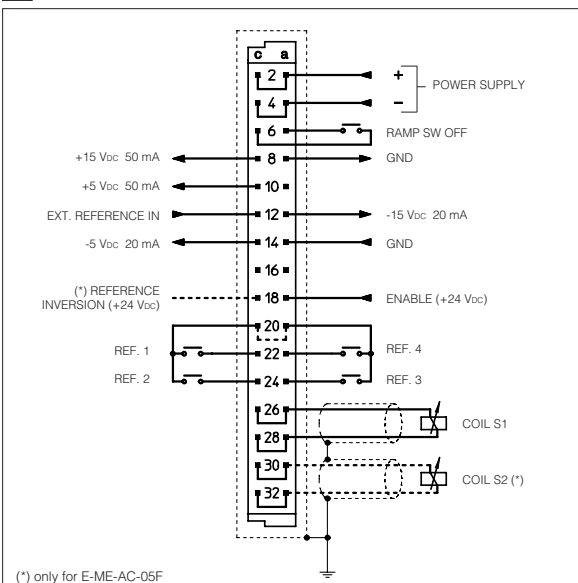 c a
2 + POWER SUPPLY
4 –
6 RAMP SW OFF
+15 VDC 50 mA 8 GND
+5 VDC 50 mA 10
EXT. REFERENCE IN 12 -15 VDC 20 mA
-5 VDC 20 mA 14 GND
16
(*) REFERENCE
INVERSION (+24 VDC) 18 ENABLE (+24 VDC)
20
REF. 1 22 REF. 4
REF. 2 24 REF. 3
26 COIL S1
28
30 COIL S2 (*)
32
(*) only for E-ME-AC-05F